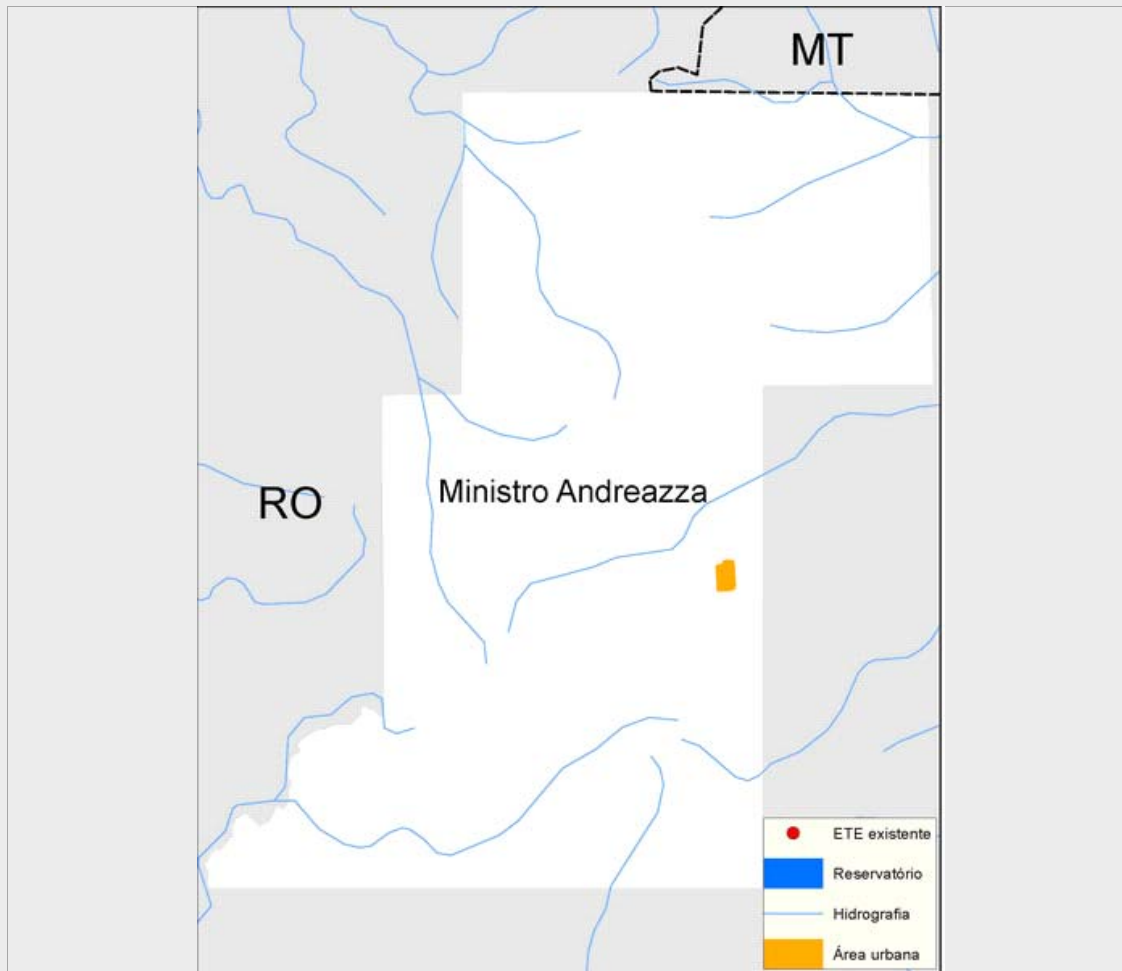 MT
Ministro Andreazza
RO
ETE existente
Reservatório
Hidrografia
Área urbana